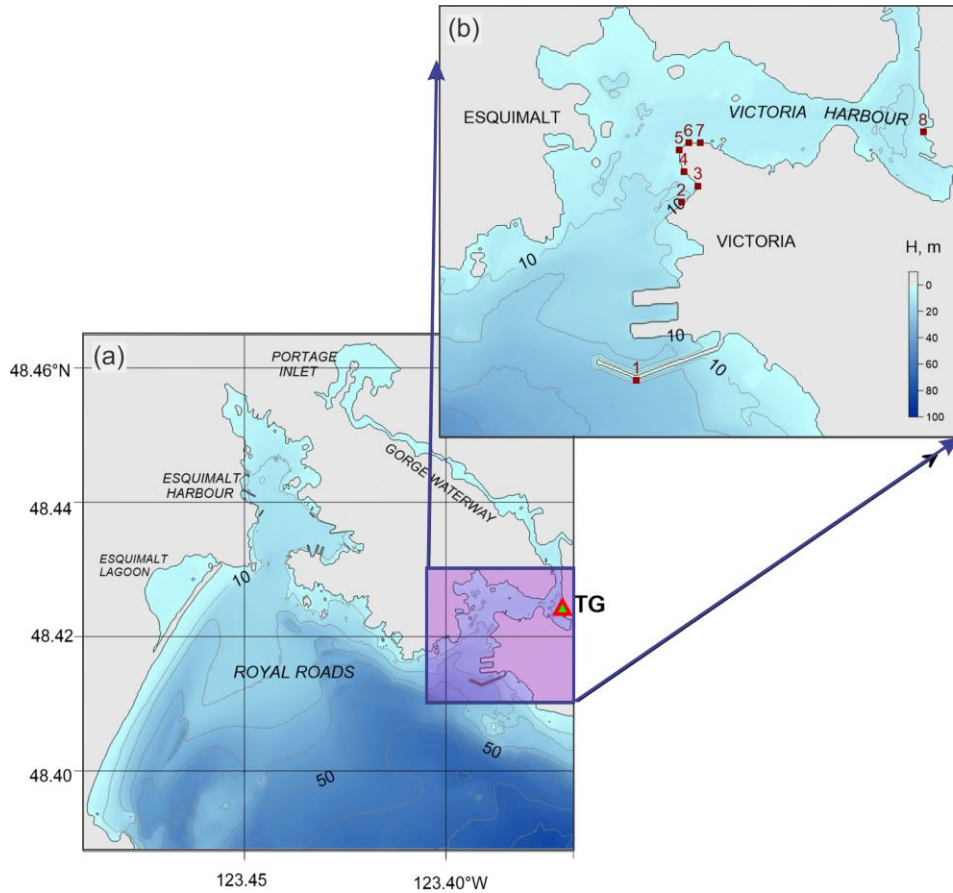 (b)
ESQUIMALT
VICTORIA HARBOUR
8
5 6 7
4
3
2
10
VICTORIA
H, m
0
20
40
60
80
100
10
10
10
1
(a)
PORTAGE
INLET
48.46°N
GORGE WATERWAY
ESQUIMALT
HARBOUR
48.44
ESQUIMALT
LAGOON
10
TG
48.42
ROYAL ROADS
50
50
48.40
123.45
123.40°W